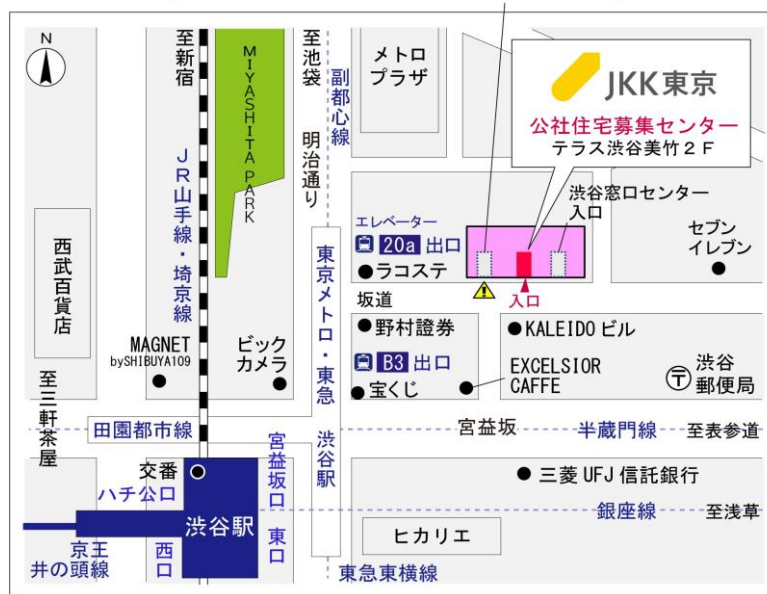 N
至新宿
MIYASHITA PARK
至池袋
副都心線
明治通り
メトロ
プラザ
JKK東京
公社住宅募集センター
テラス渋谷美竹2F
JR山手線・埼京線
エレベーター
20a 出口
ラコステ
渋谷窓口センター
入口
セブン
イレブン
西武百貨店
坂道
入口
東京メトロ・東急 渋谷駅
野村證券
KALEIDO ビル
MAGNET
bySHIBUYA109
ビック
カメラ
B3 出口
EXCELSIOR
CAFFE
渋谷
郵便局
宝くじ
至三軒茶屋
田園都市線
宮益坂
半蔵門線
至表参道
交番
ハチ公口
宮益坂口
三菱 UFJ 信託銀行
渋谷駅
銀座線
至浅草
東口
西口
ヒカリエ
京王
井の頭線
東急東横線